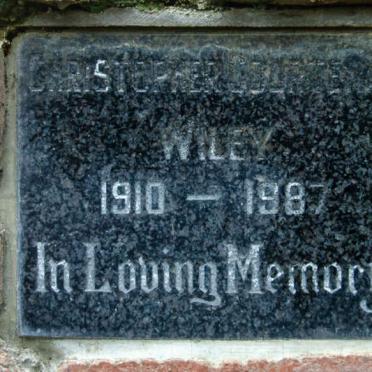 CHRISTOPHER
WILEY
1910 — 1987
In Loving Memory